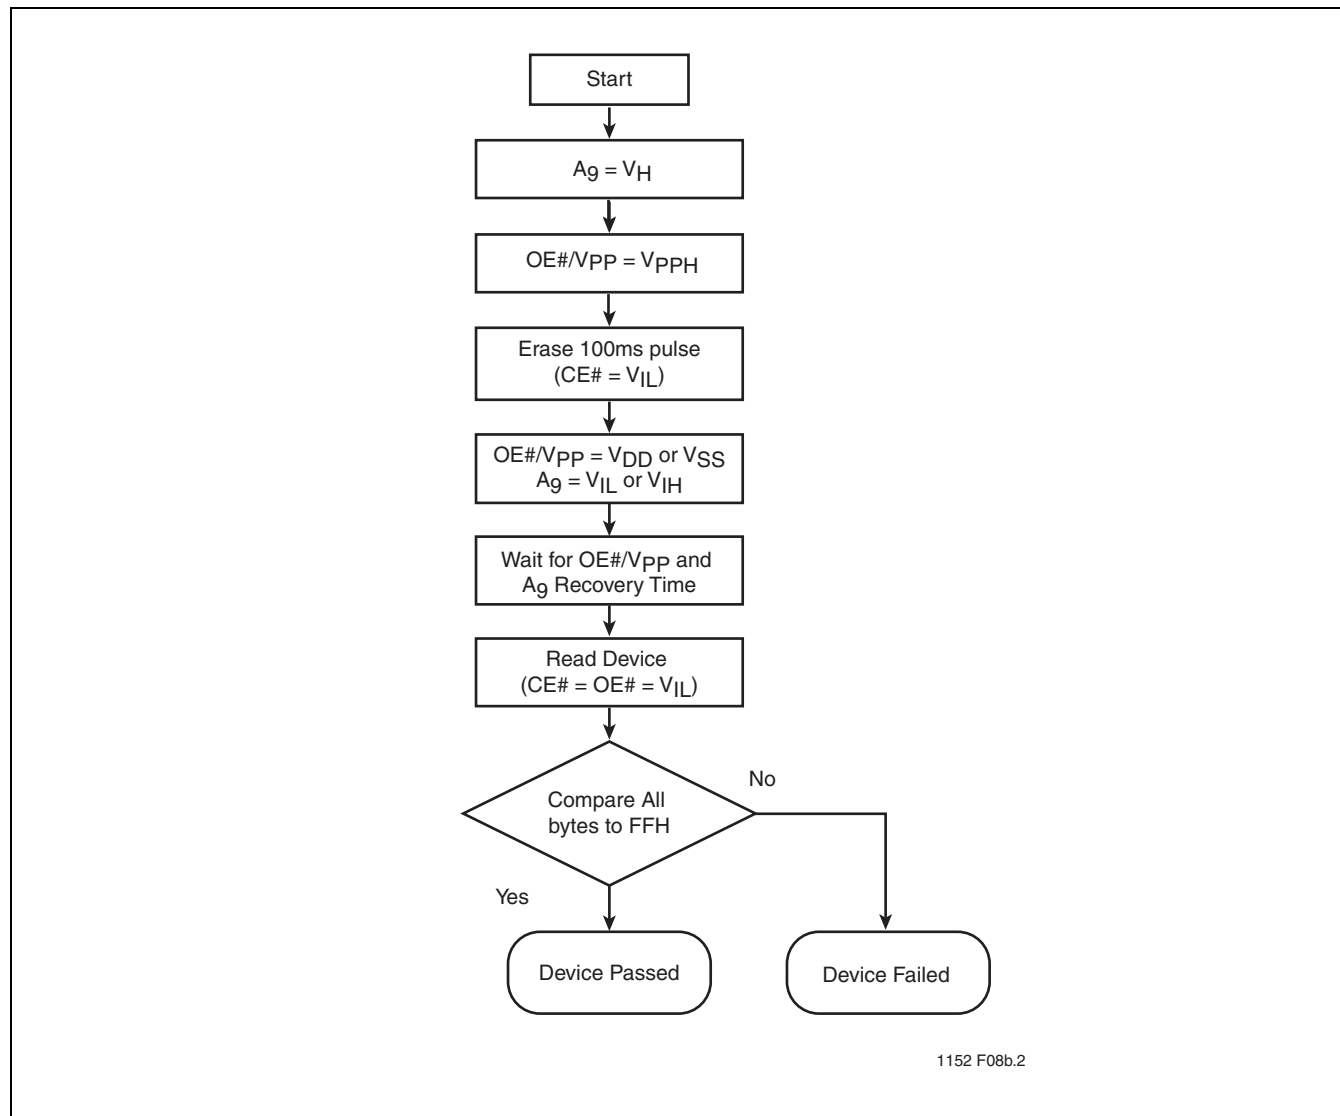 Start
A9 = VH
OE#/VPP = VPPH
Erase 100ms pulse
(CE# = VIL)
OE#/VPP = VDD or VSS
A9 = VIL or VIH
Wait for OE#/VPP and
A9 Recovery Time
Read Device
(CE# = OE# = VIL)
Compare All
bytes to FFH
No
Yes
Device Passed
Device Failed
1152 F08b.2